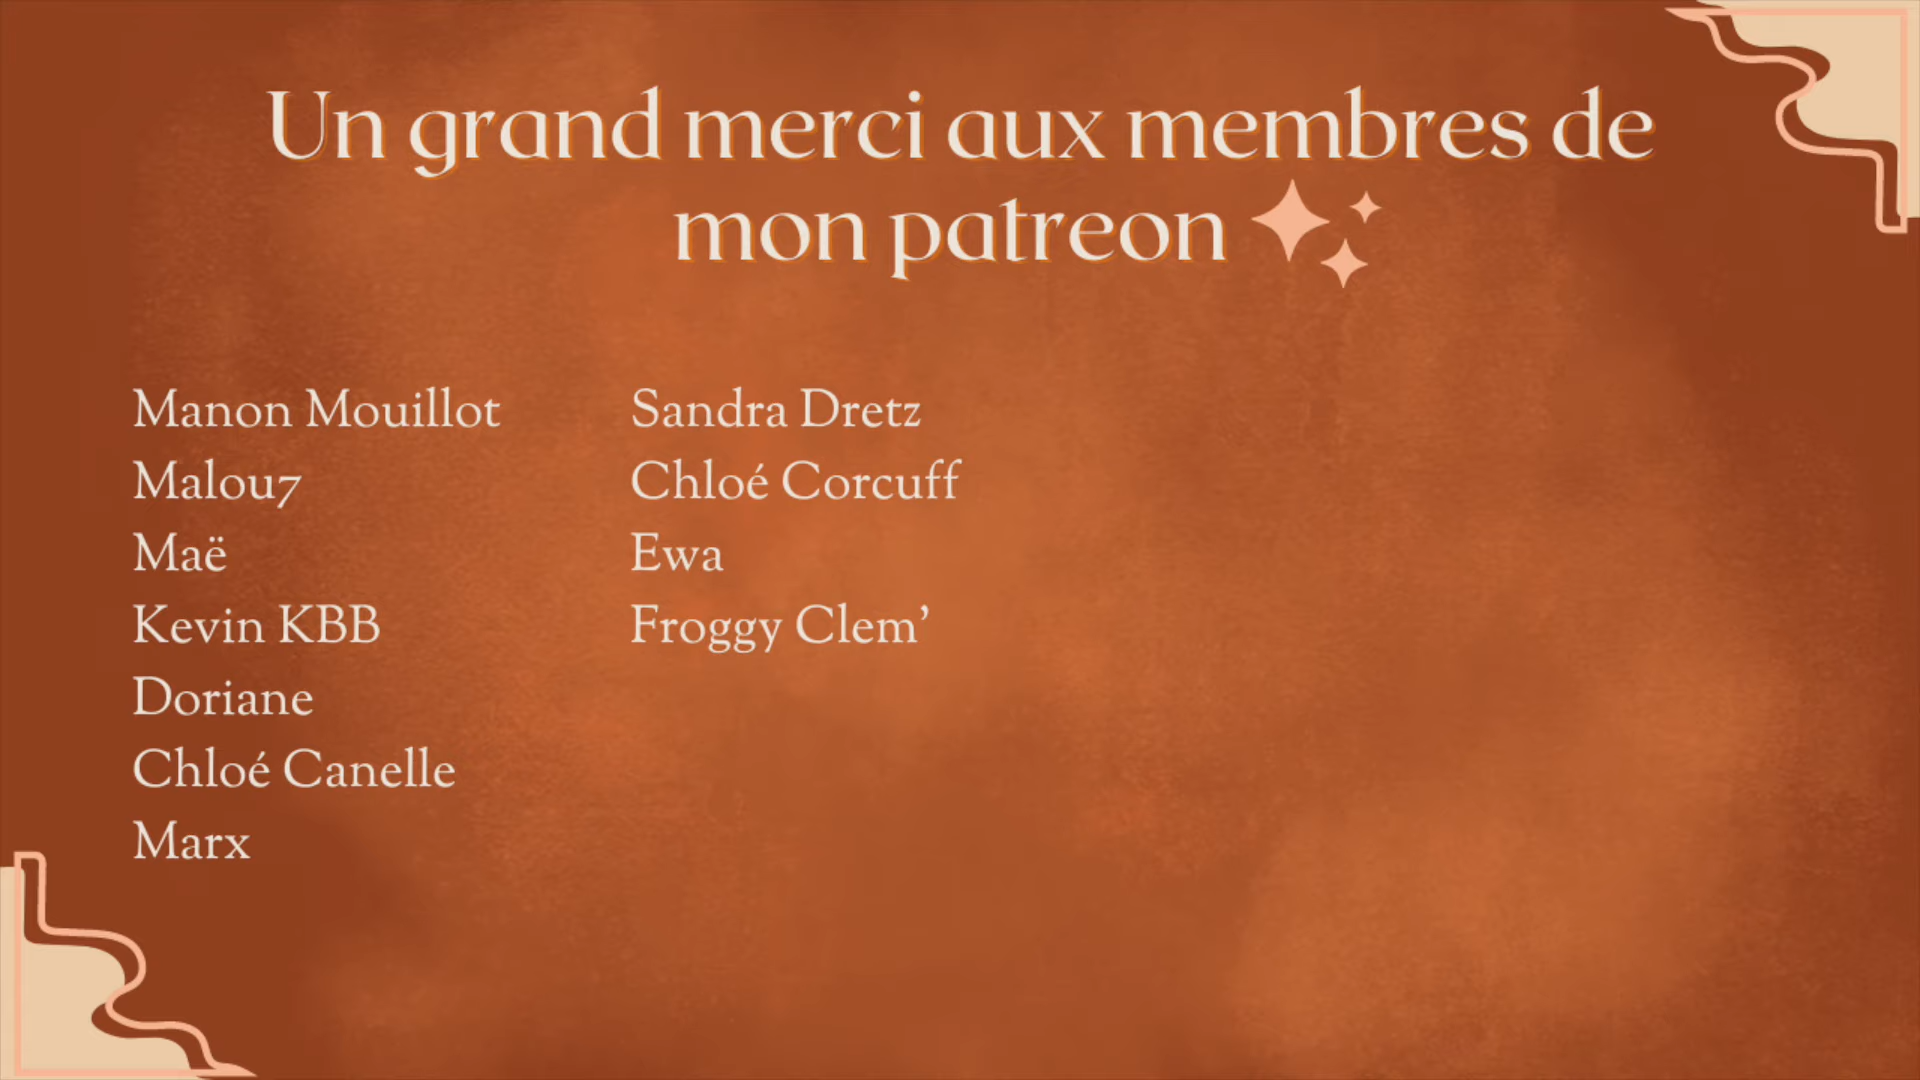 Un grand merci aux membres de
mon patreon
Manon Mouillot
Malou7
Maë
Kevin KBB
Doriane
Chloé Canelle
Marx
Sandra Dretz
Chloé Corcuff
Ewa
Froggy Clem’